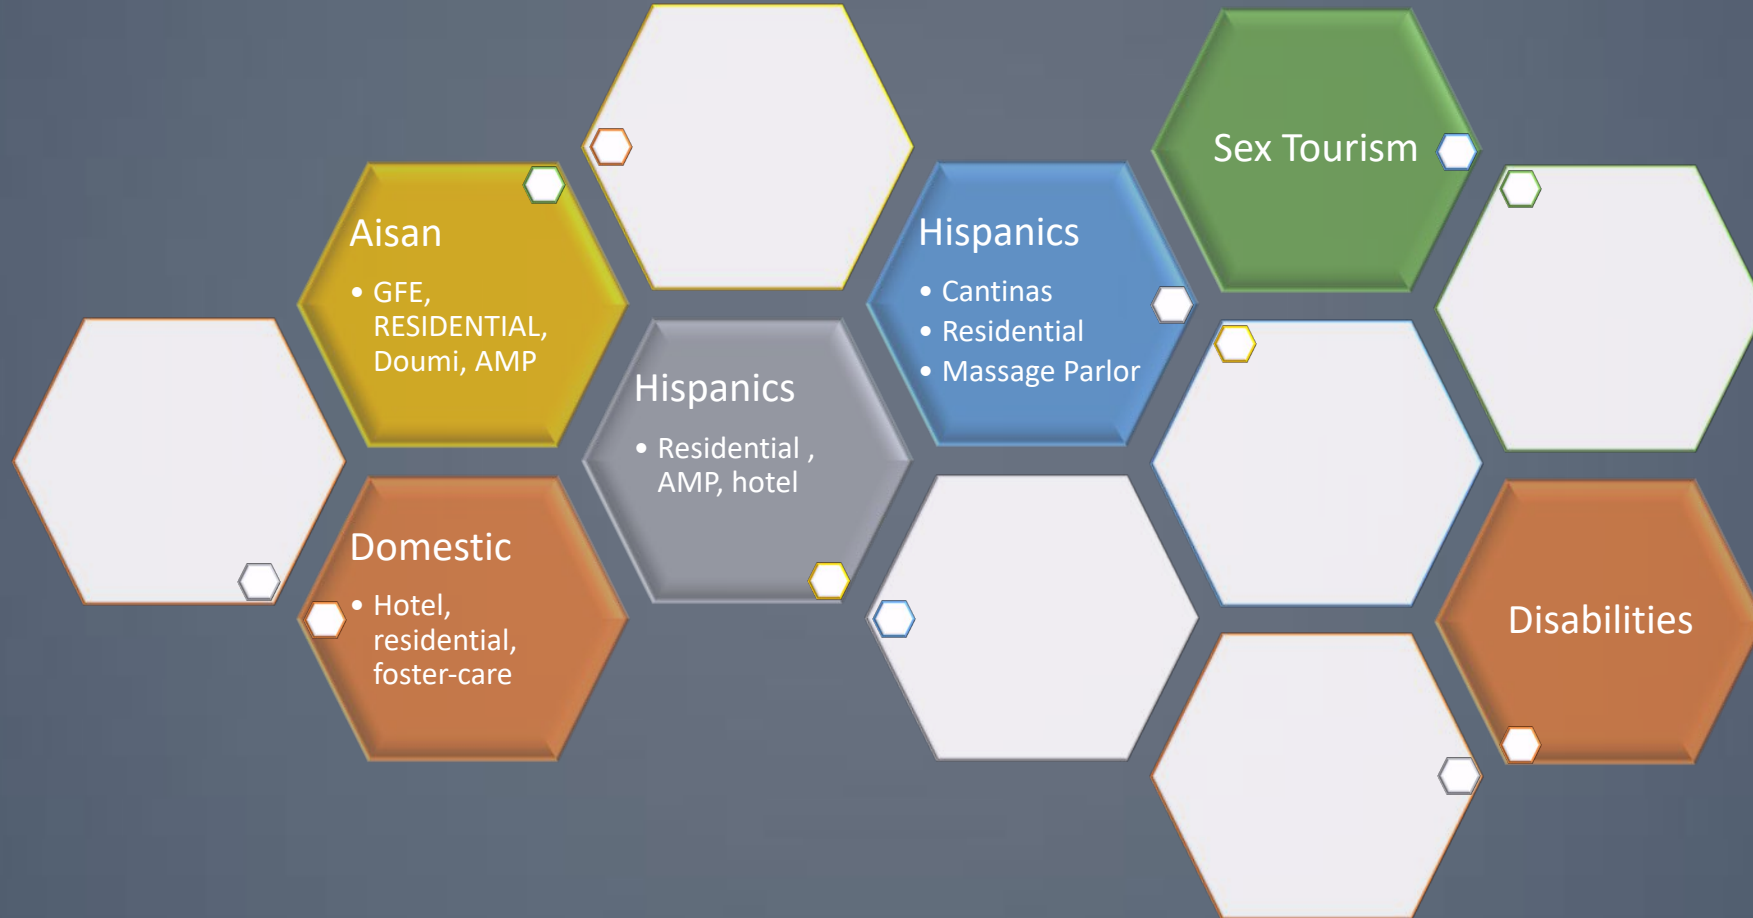 Aisan
• GFE,
RESIDENTIAL,
Doumi, AMP
Domestic
• Hotel,
residential,
foster-care
Hispanics
• Residential ,
AMP, hotel
Hispanics
• Cantinas
• Residential
• Massage Parlor
Sex Tourism
Disabilities